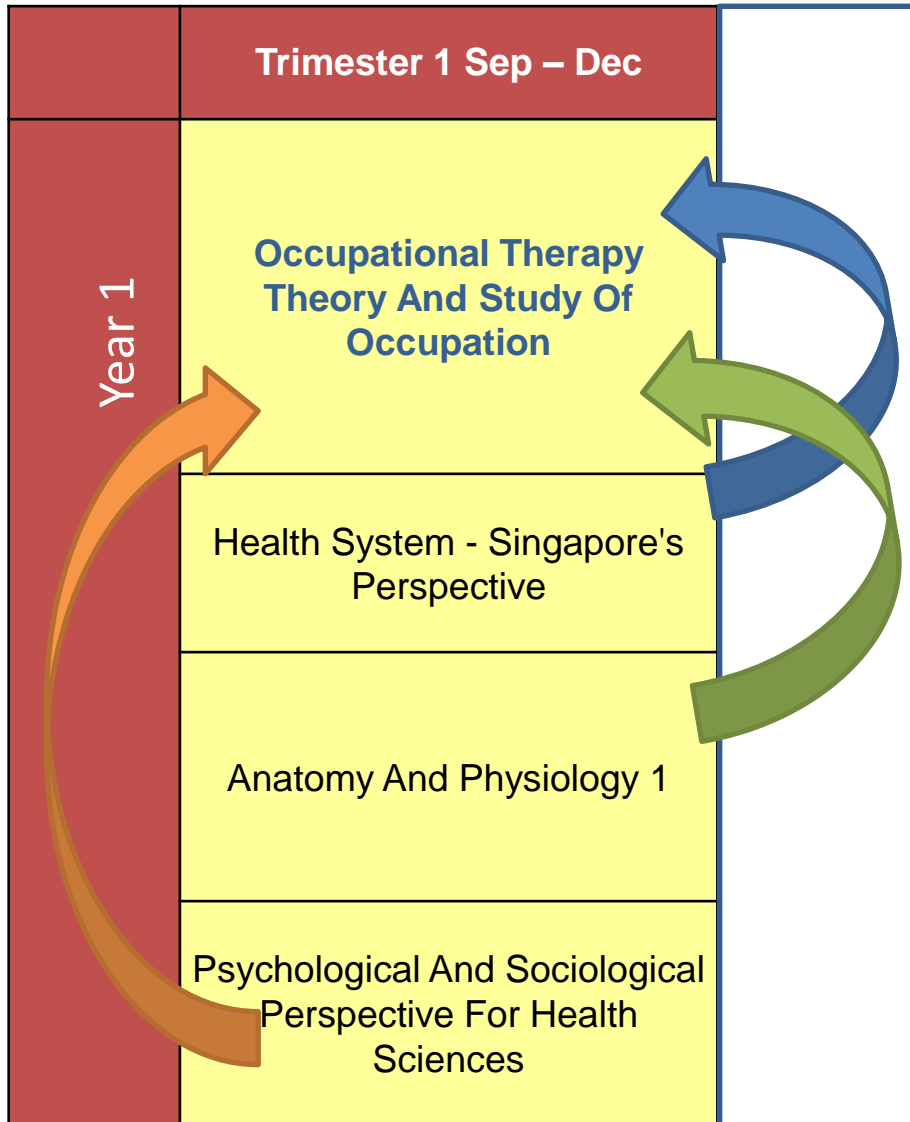 Trimester 1 Sep – Dec
Year 1
Occupational Therapy
Theory And Study Of
Occupation
Health System - Singapore's
Perspective
Anatomy And Physiology 1
Psychological And Sociological
Perspective For Health
Sciences